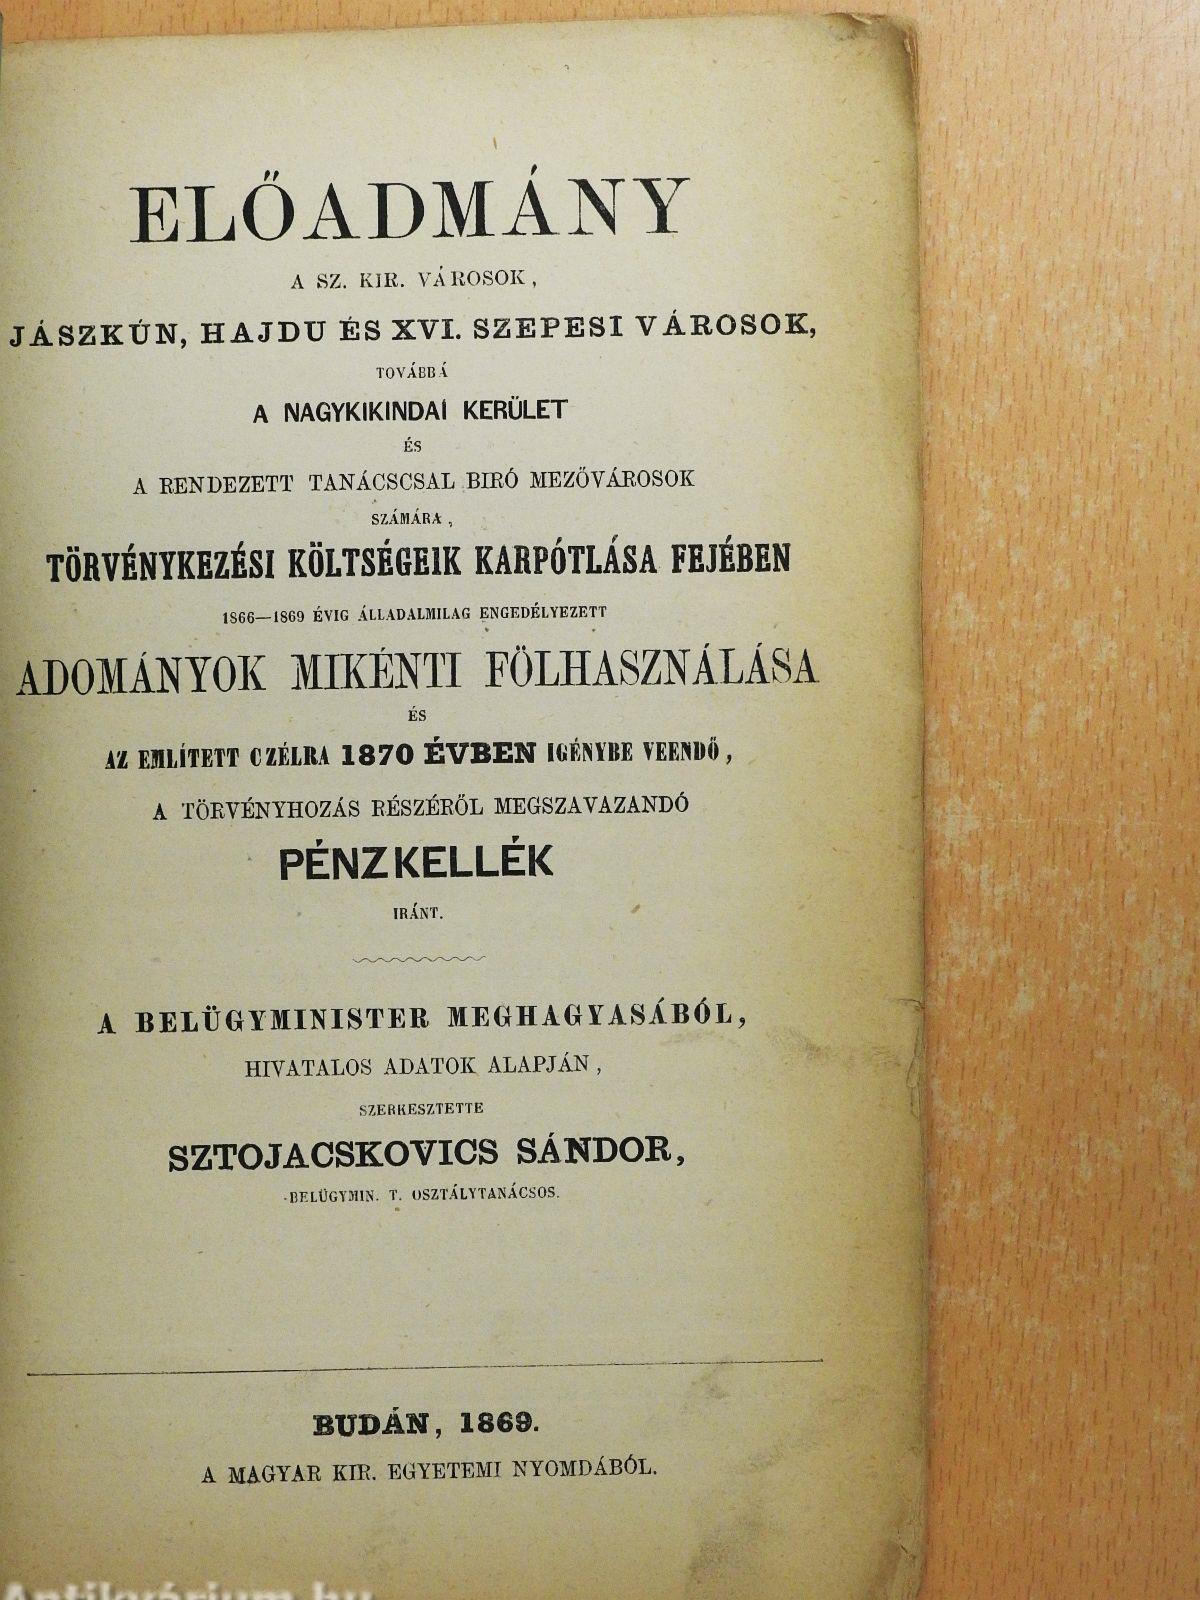 ELŐADMÁNY
A SZ. KIR. VÁROSOK,
JÁSZKÚN, HAJDU ÉS XVI. SZEPESI VÁROSOK,
TOVÁBBÁ
A NAGYKIKINDAI KERÜLET
ÉS
A RENDEZETT TANÁCSCSAL BIRÓ MEZŐVÁROSOK
SZÁMÁRA,
TÖRVÉNYKEZÉSI KÖLTSÉGEIK KARPÓTLÁSA FEJÉBEN
1866—1869 ÉVIG ÁLLADALMILAG ENGEDÉLYEZETT
ADOMÁNYOK MIKÉNTI FÖLHASZNÁLÁSA
ÉS
AZ EMLÍTETT CZÉLRA 1870 ÉVBEN IGÉNYBE VEENDŐ,
A TÖRVÉNYHOZÁS RÉSZÉRŐL MEGSZAVAZANDÓ
PÉNZKELLÉK
IRÁNT.
A BELÜGYMINISTER MEGHAGYASÁBÓL,
HIVATALOS ADATOK ALAPJÁN,
SZERKESZTETTE
SZTOJACSKOVICS SÁNDOR,
BELÜGYMIN. T. OSZTÁLYTANÁCSOS.
BUDÁN, 1869.
A MAGYAR KIR. EGYETEMI NYOMDÁBÓL.
Antikvárium.hu